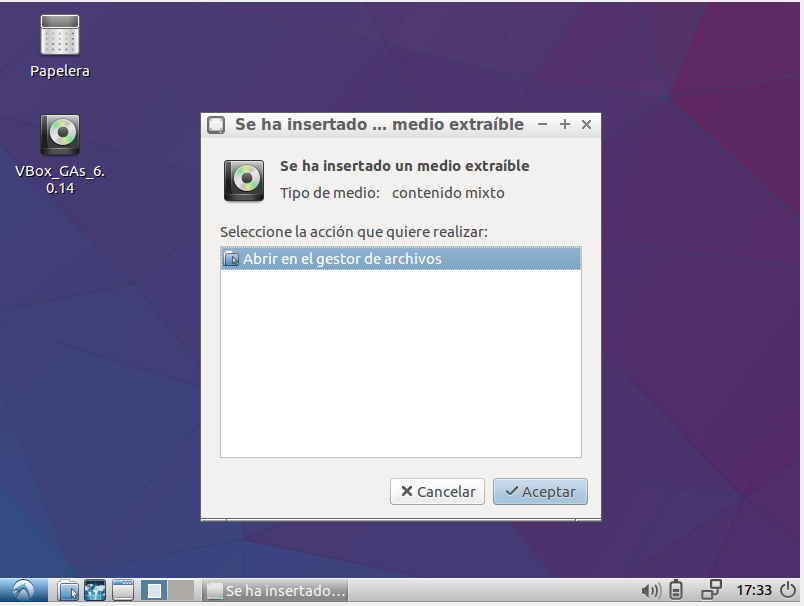 Papelera
VBox_GAs_6.
0.14
Se ha insertado ... medio extraíble
Se ha insertado un medio extraíble
Tipo de medio: contenido mixto
Seleccione la acción que quiere realizar:
Abrir en el gestor de archivos
Cancelar
Aceptar
Se ha insertado...
17:33